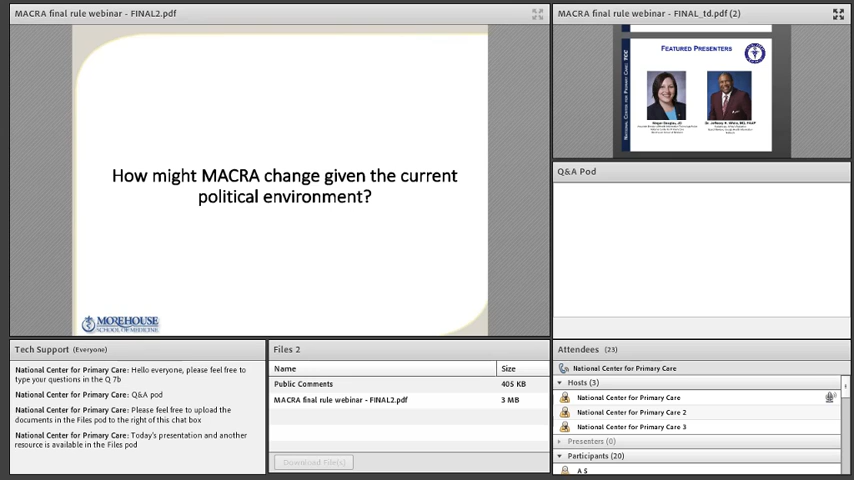 MACRA final rule webinar - FINAL2.pdf
How might MACRA change given the current
political environment?
MOREHOUSE
SCHOOL OF MEDICINE
MACRA final rule webinar - FINAL_td.pdf (2)
FEATURED PRESENTERS
NATIONAL CENTER FOR PRIMARY CARE
Q&A Pod
Tech Support (Everyone)
National Center for Primary Care: Hello everyone, please feel free to
type your questions in the Q 7b
National Center for Primary Care: Q&A pod
National Center for Primary Care: Please feel free to upload the
documents in the Files pod to the right of this chat
box
National Center for Primary Care: Today's presentation and another
resource is available in the Files pod
Files 2
Name Size
Public Comments 405 KB
MACRA final rule webinar - FINAL2.pdf 3 MB
Download File(s)
Attendees (23)
National Center for Primary Care
Hosts (3)
National Center for Primary Care
National Center for Primary Care 2
National Center for Primary Care 3
Presenters (0)
Participants (20)
A S